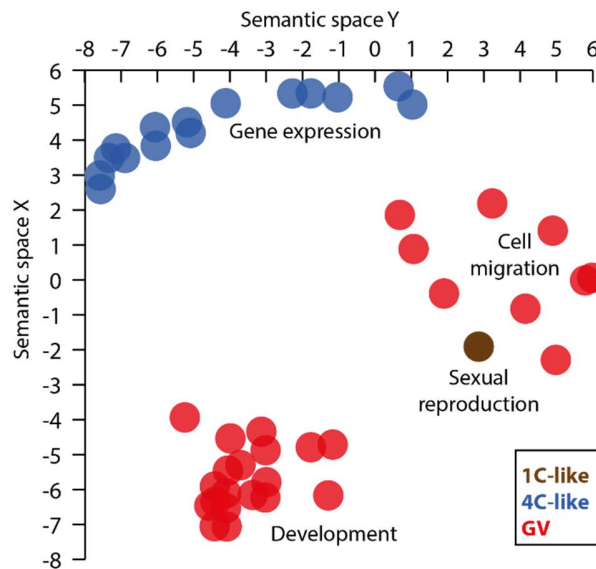 Semantic space Y
-8 -7 -6 -5 -4 -3 -2 -1 0 1 2 3 4 5 6
6
5
Gene expression
4
3
2
1
Cell
migration
0
Semantic space X
-1
-2
Sexual
reproduction
-3
-4
-5
-6
-7
Development
-8
1C-like
4C-like
GV